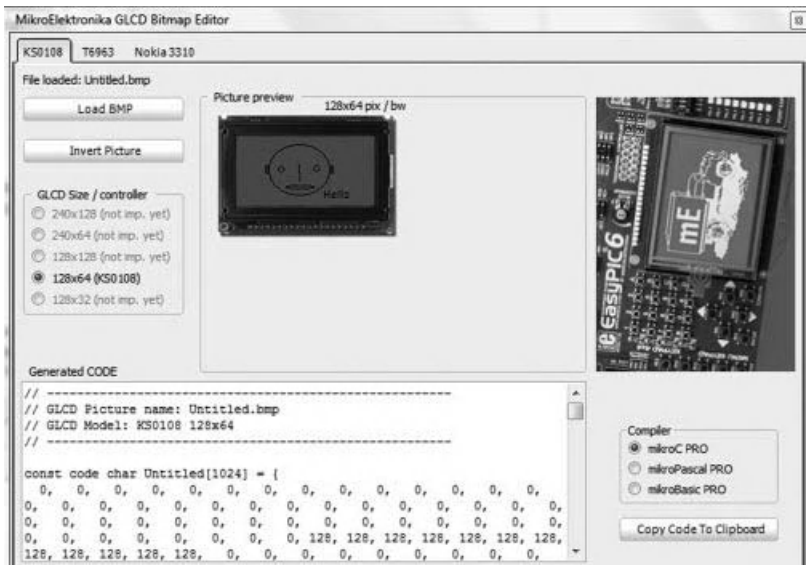 MikroElektronika GLCD Bitmap Editor
KS0108 T6963 Nokia 3310
File loaded: Untitled.bmp
Load BMP
Invert Picture
GLCD Size / controller
240x128 (not imp. yet)
240x64 (not imp. yet)
128x128 (not imp. yet)
128x64 (KS0108)
128x32 (not imp. yet)
Picture preview
128x64 pix / bw
Hello
mE
EasyPIC6
Generated CODE
// ----------------------------------------------------
// GLCD Picture name: Untitled.bmp
// GLCD Model: KS0108 128x64
// ----------------------------------------------------
const code char Untitled[1024] = {
0, 0, 0, 0, 0, 0, 0, 0, 0, 0, 0, 0, 0, 0,
0, 0, 0, 0, 0, 0, 0, 0, 0, 0, 0, 0, 0, 0, 0,
0, 0, 0, 0, 0, 0, 0, 0, 0, 0, 0, 0, 0, 0, 0,
0, 0, 0, 0, 0, 0, 0, 0, 128, 128, 128, 128, 128, 128, 128,
128, 128, 128, 128, 128, 0, 0, 0, 0, 0, 0, 0, 0, 0,
Compiler
mikroC PRO
mikroPascal PRO
mikroBasic PRO
Copy Code To Clipboard